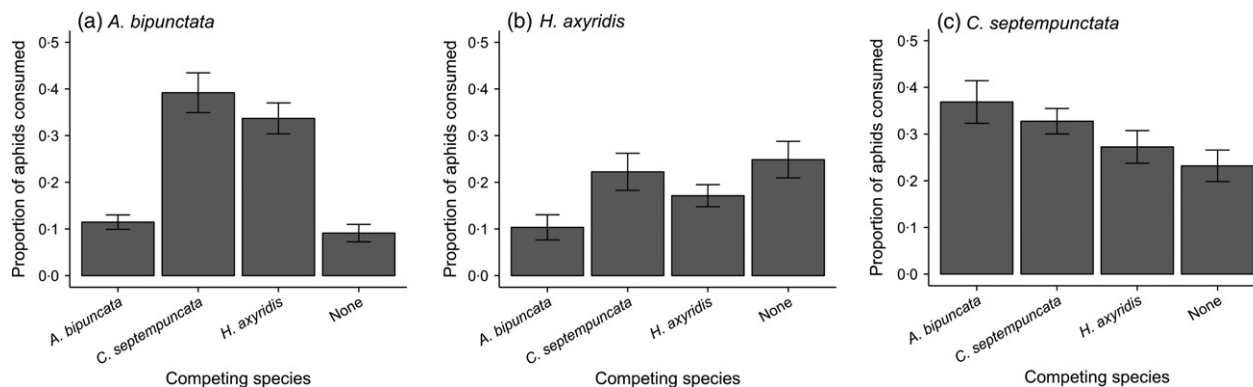 (a) A. bipunctata
Proportion of aphids consumed
0·5
0·4
0·3
0·2
0·1
0·0
A. bipuncata
C. septempuncata
H. axyridis
None
Competing species
(b) H. axyridis
Proportion of aphids consumed
0·5
0·4
0·3
0·2
0·1
0·0
A. bipuncata
C. septempuncata
H. axyridis
None
Competing species
(c) C. septempunctata
Proportion of aphids consumed
0·5
0·4
0·3
0·2
0·1
0·0
A. bipuncata
C. septempuncata
H. axyridis
None
Competing species